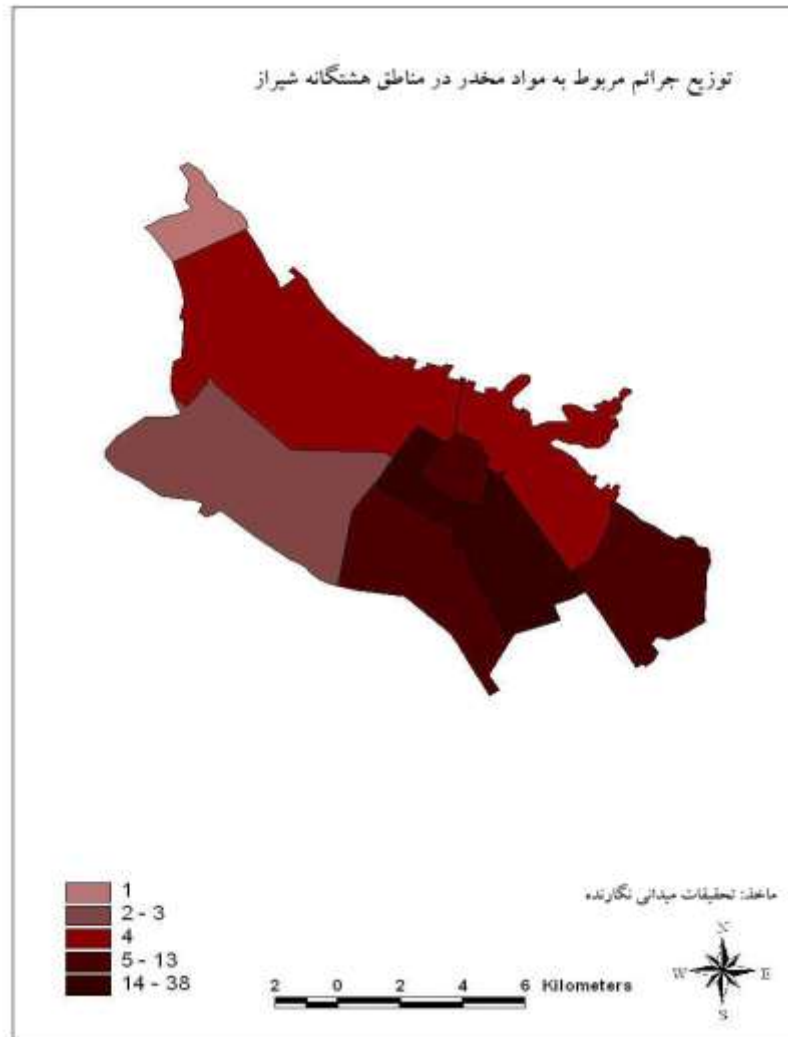 توزیع جرائم مربوط به مواد مخدر در مناطق هشتگانه شیراز
1
2 - 3
4
5 - 13
14 - 38
ماخذ: تحقیقات میدانی نگارنده
N
W E
S
2 0 2 4 6 Kilometers